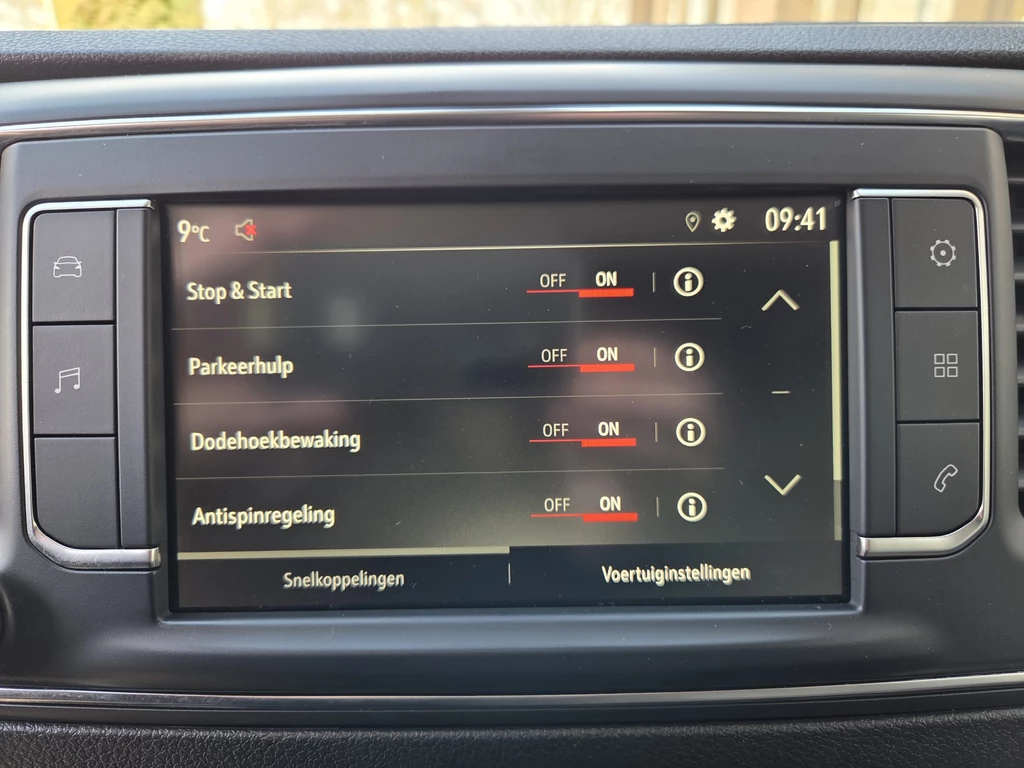 9°C 09:41
Stop & Start OFF ON
Parkeerhulp OFF ON
Dodehoekbewaking OFF ON
Antispinregeling OFF ON
Snelkoppelingen Voertuiginstellingen